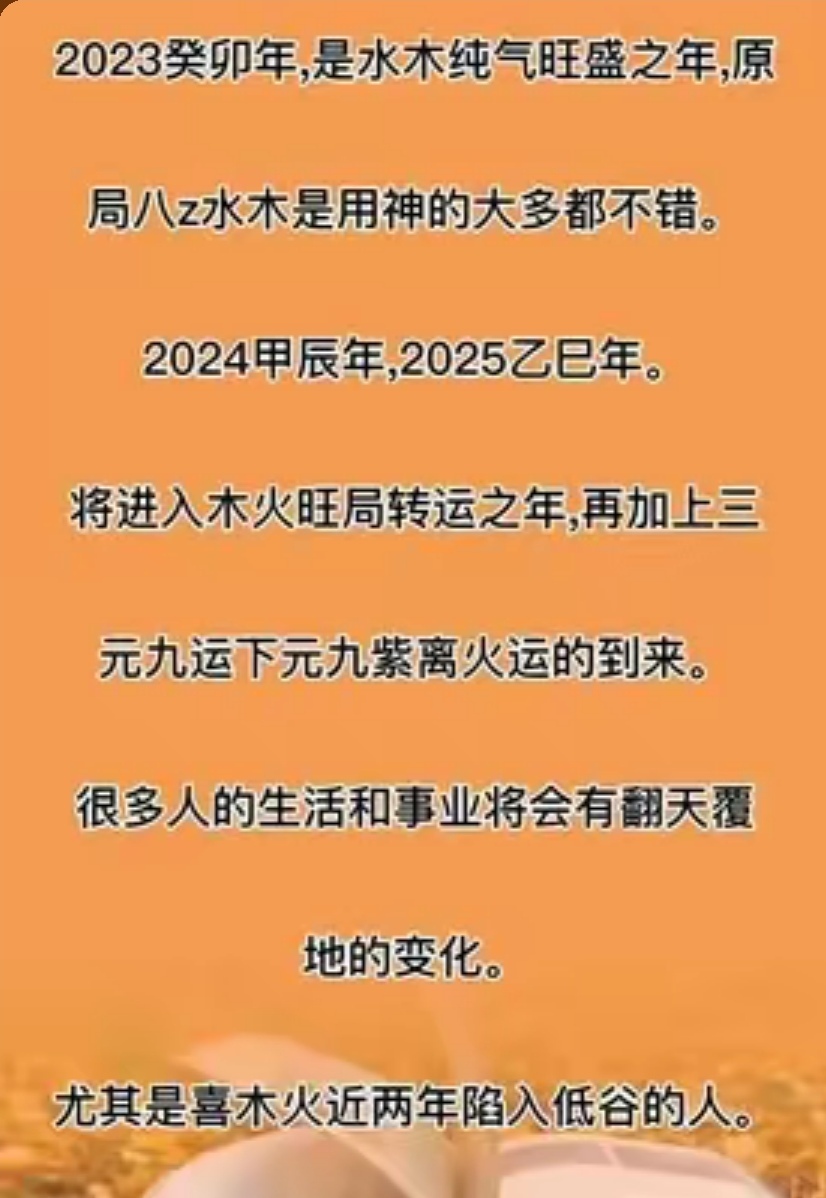 2023癸卯年,是水木纯气旺盛之年,原
局八z水木是用神的大多都不错。
2024甲辰年,2025乙巳年。
将进入木火旺局转运之年,再加上三
元九运下元九紫离火运的到来。
很多人的生活和事业将会有翻天覆
地的变化。
尤其是喜木火近两年陷入低谷的人。